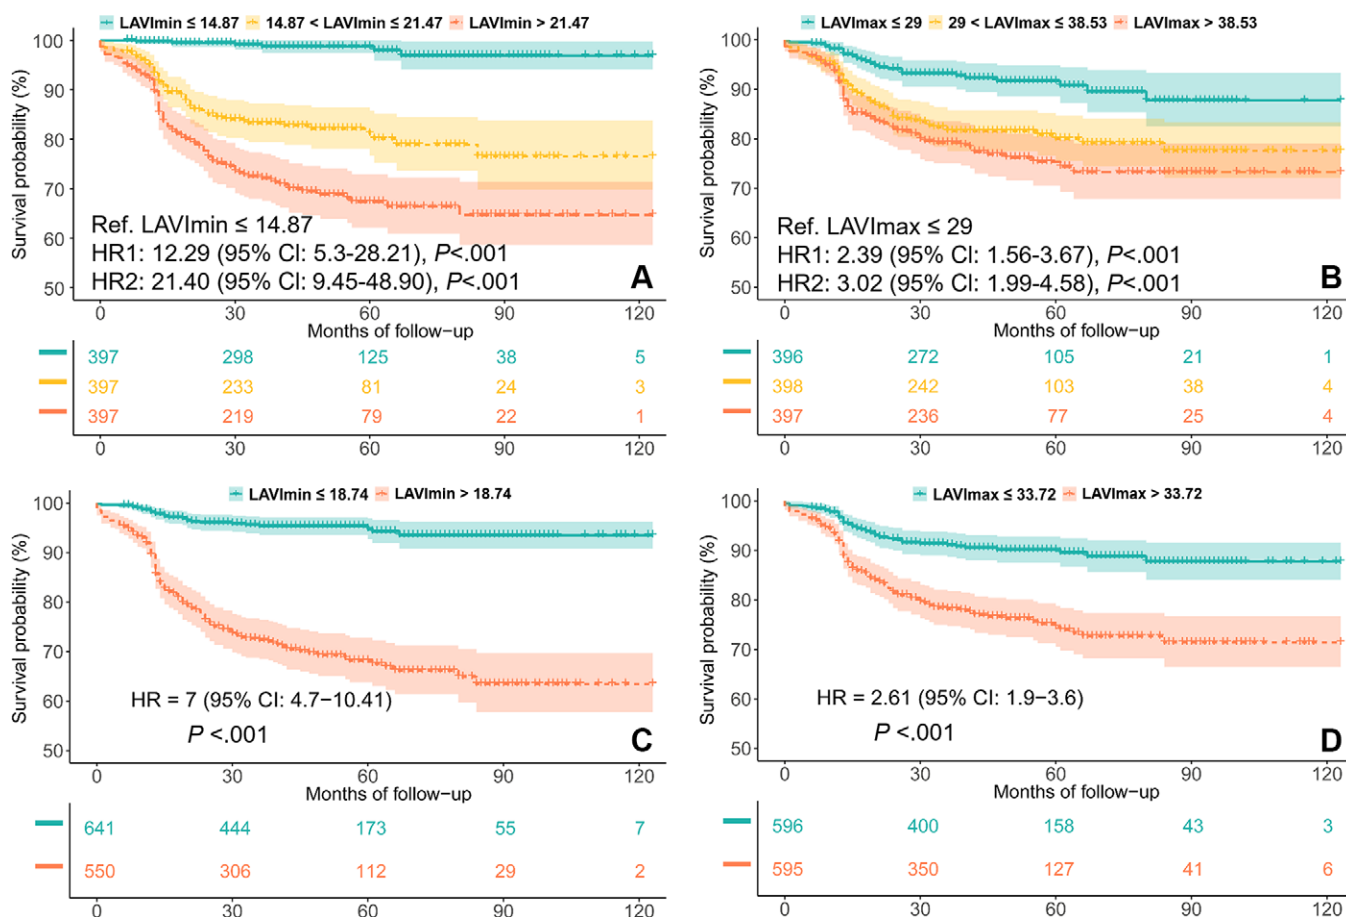 LAVImin ≤ 14.87 14.87 < LAVImin ≤ 21.47 LAVImin > 21.47
100
90
80
70
60
50
Survival probability (%)
Ref. LAVImin ≤ 14.87
HR1: 12.29 (95% CI: 5.3-28.21), P<.001
HR2: 21.40 (95% CI: 9.45-48.90), P<.001
A
0 30 60 90 120
Months of follow-up
397 298 125 38 5
397 233 81 24 3
397 219 79 22 1
0 30 60 90 120
LAVImax ≤ 29 29 < LAVImax ≤ 38.53 LAVImax > 38.53
100
90
80
70
60
50
Survival probability (%)
Ref. LAVImax ≤ 29
HR1: 2.39 (95% CI: 1.56-3.67), P<.001
HR2: 3.02 (95% CI: 1.99-4.58), P<.001
B
0 30 60 90 120
Months of follow-up
396 272 105 21 1
398 242 103 38 4
397 236 77 25 4
0 30 60 90 120
LAVImin ≤ 18.74 LAVImin > 18.74
100
90
80
70
60
50
Survival probability (%)
HR = 7 (95% CI: 4.7−10.41)
P <.001
C
0 30 60 90 120
Months of follow−up
641 444 173 55 7
550 306 112 29 2
0 30 60 90 120
LAVImax ≤ 33.72 LAVImax > 33.72
100
90
80
70
60
50
Survival probability (%)
HR = 2.61 (95% CI: 1.9−3.6)
P <.001
D
0 30 60 90 120
Months of follow−up
596 400 158 43 3
595 350 127 41 6
0 30 60 90 120